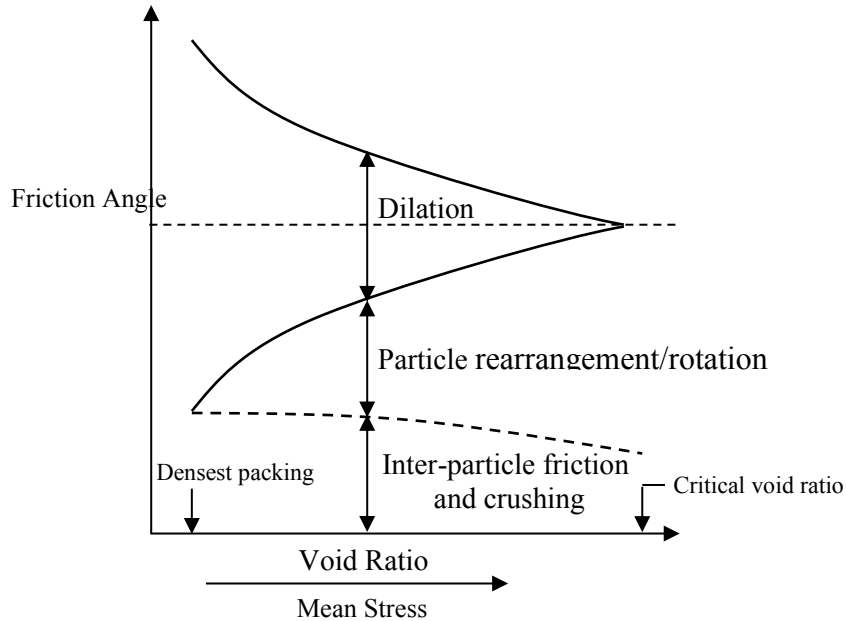 Friction Angle
Dilation
Particle rearrangement/rotation
Densest packing
Inter-particle friction
and crushing
Critical void ratio
Void Ratio
Mean Stress